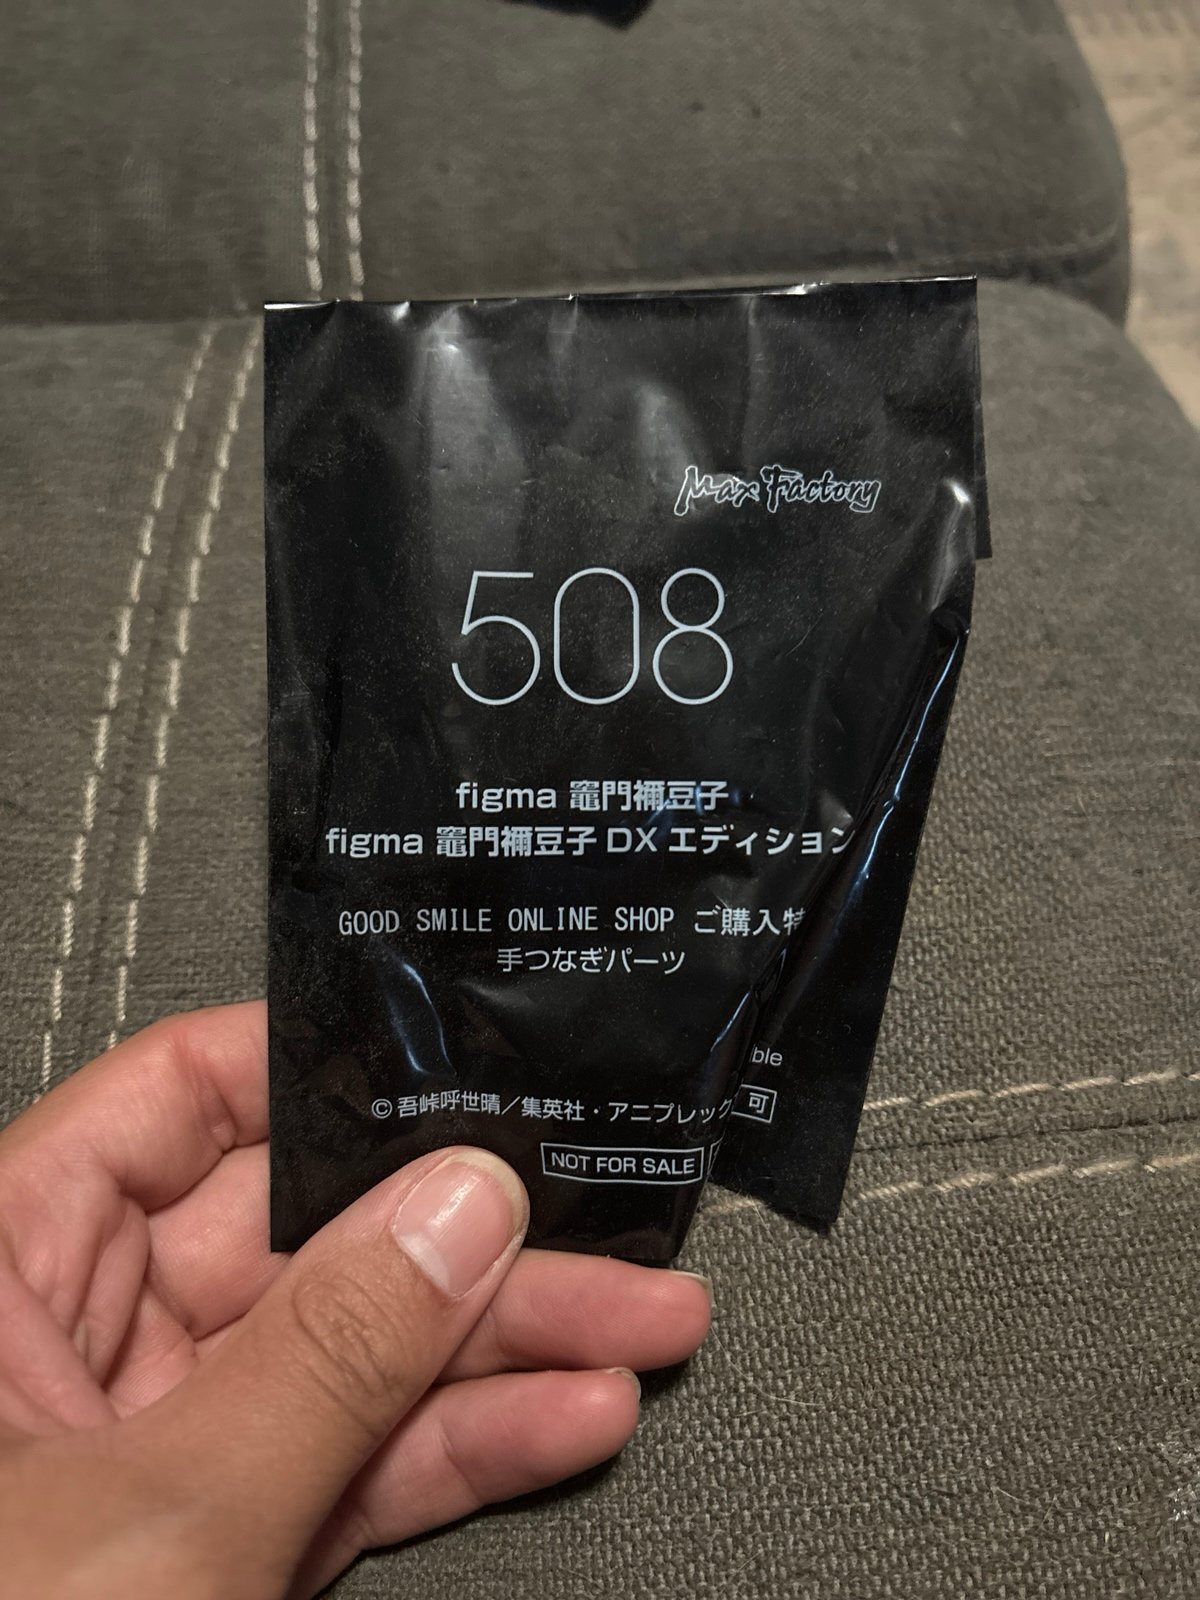 Max Factory
508
figma 竈門禰豆子
figma 竈門禰豆子 DX エディション
GOOD SMILE ONLINE SHOP ご購入特
手つなぎパーツ
ble
©吾峠呼世晴／集英社・アニプレック
可
NOT FOR SALE